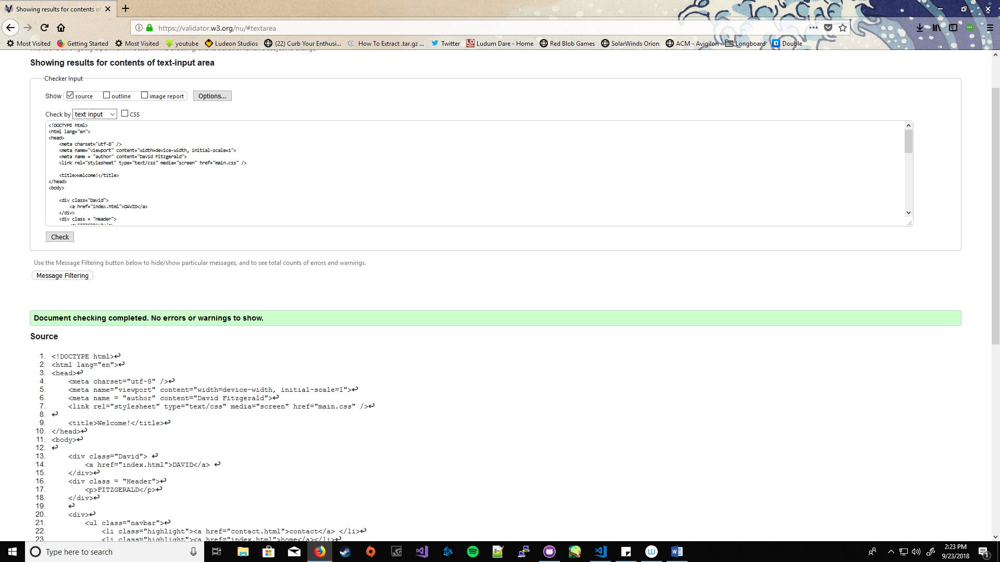 Showing results for contents of
https://validator.w3.org/nu/#textarea
Most Visited Getting Started Most Visited youtube Ludeon Studios (22) Curb Your Enthusi... How To Extract .tar.gz ... Twitter Ludum Dare - Home Red Blob Games SolarWinds Orion ACM - Avigilon Longboard Double
Showing results for contents of text-input area
Checker Input
Show source outline image report Options...
Check by text input CSS
<!DOCTYPE html>
<html lang="en">
<head>
<meta charset="utf-8" />
<meta name="viewport" content="width=device-width, initial-scale=1">
<meta name = "author" content="David Fitzgerald">
<link rel="stylesheet" type="text/css" media="screen" href="main.css" />
<title>Welcome!</title>
</head>
<body>
<div class="David">
<a href="index.html">DAVID</a>
</div>
<div class = "Header">
Check
Use the Message Filtering button below to hide/show particular messages, and to see total counts of errors and warnings.
Message Filtering
Document checking completed. No errors or warnings to show.
Source
1. <!DOCTYPE html>↩
2. <html lang="en">↩
3. <head>↩
4. <meta charset="utf-8" />↩
5. <meta name="viewport" content="width=device-width, initial-scale=1">↩
6. <meta name = "author" content="David Fitzgerald">↩
7. <link rel="stylesheet" type="text/css" media="screen" href="main.css" />↩
8. ↩
9. <title>Welcome!</title>↩
10. </head>↩
11. <body>↩
12. ↩
13. <div class="David"> ↩
14. <a href="index.html">DAVID</a> ↩
15. </div>↩
16. <div class = "Header">↩
17. <p>FITZGERALD</p>↩
18. </div>↩
19. ↩
20. <div>↩
21. <ul class="navbar">↩
22. <li class="highlight"><a href="contact.html">contact</a> </li>↩
23. <li class="highlight"><a href="index.html">home</a></li>↩
Type here to search
2:23 PM
9/23/2018